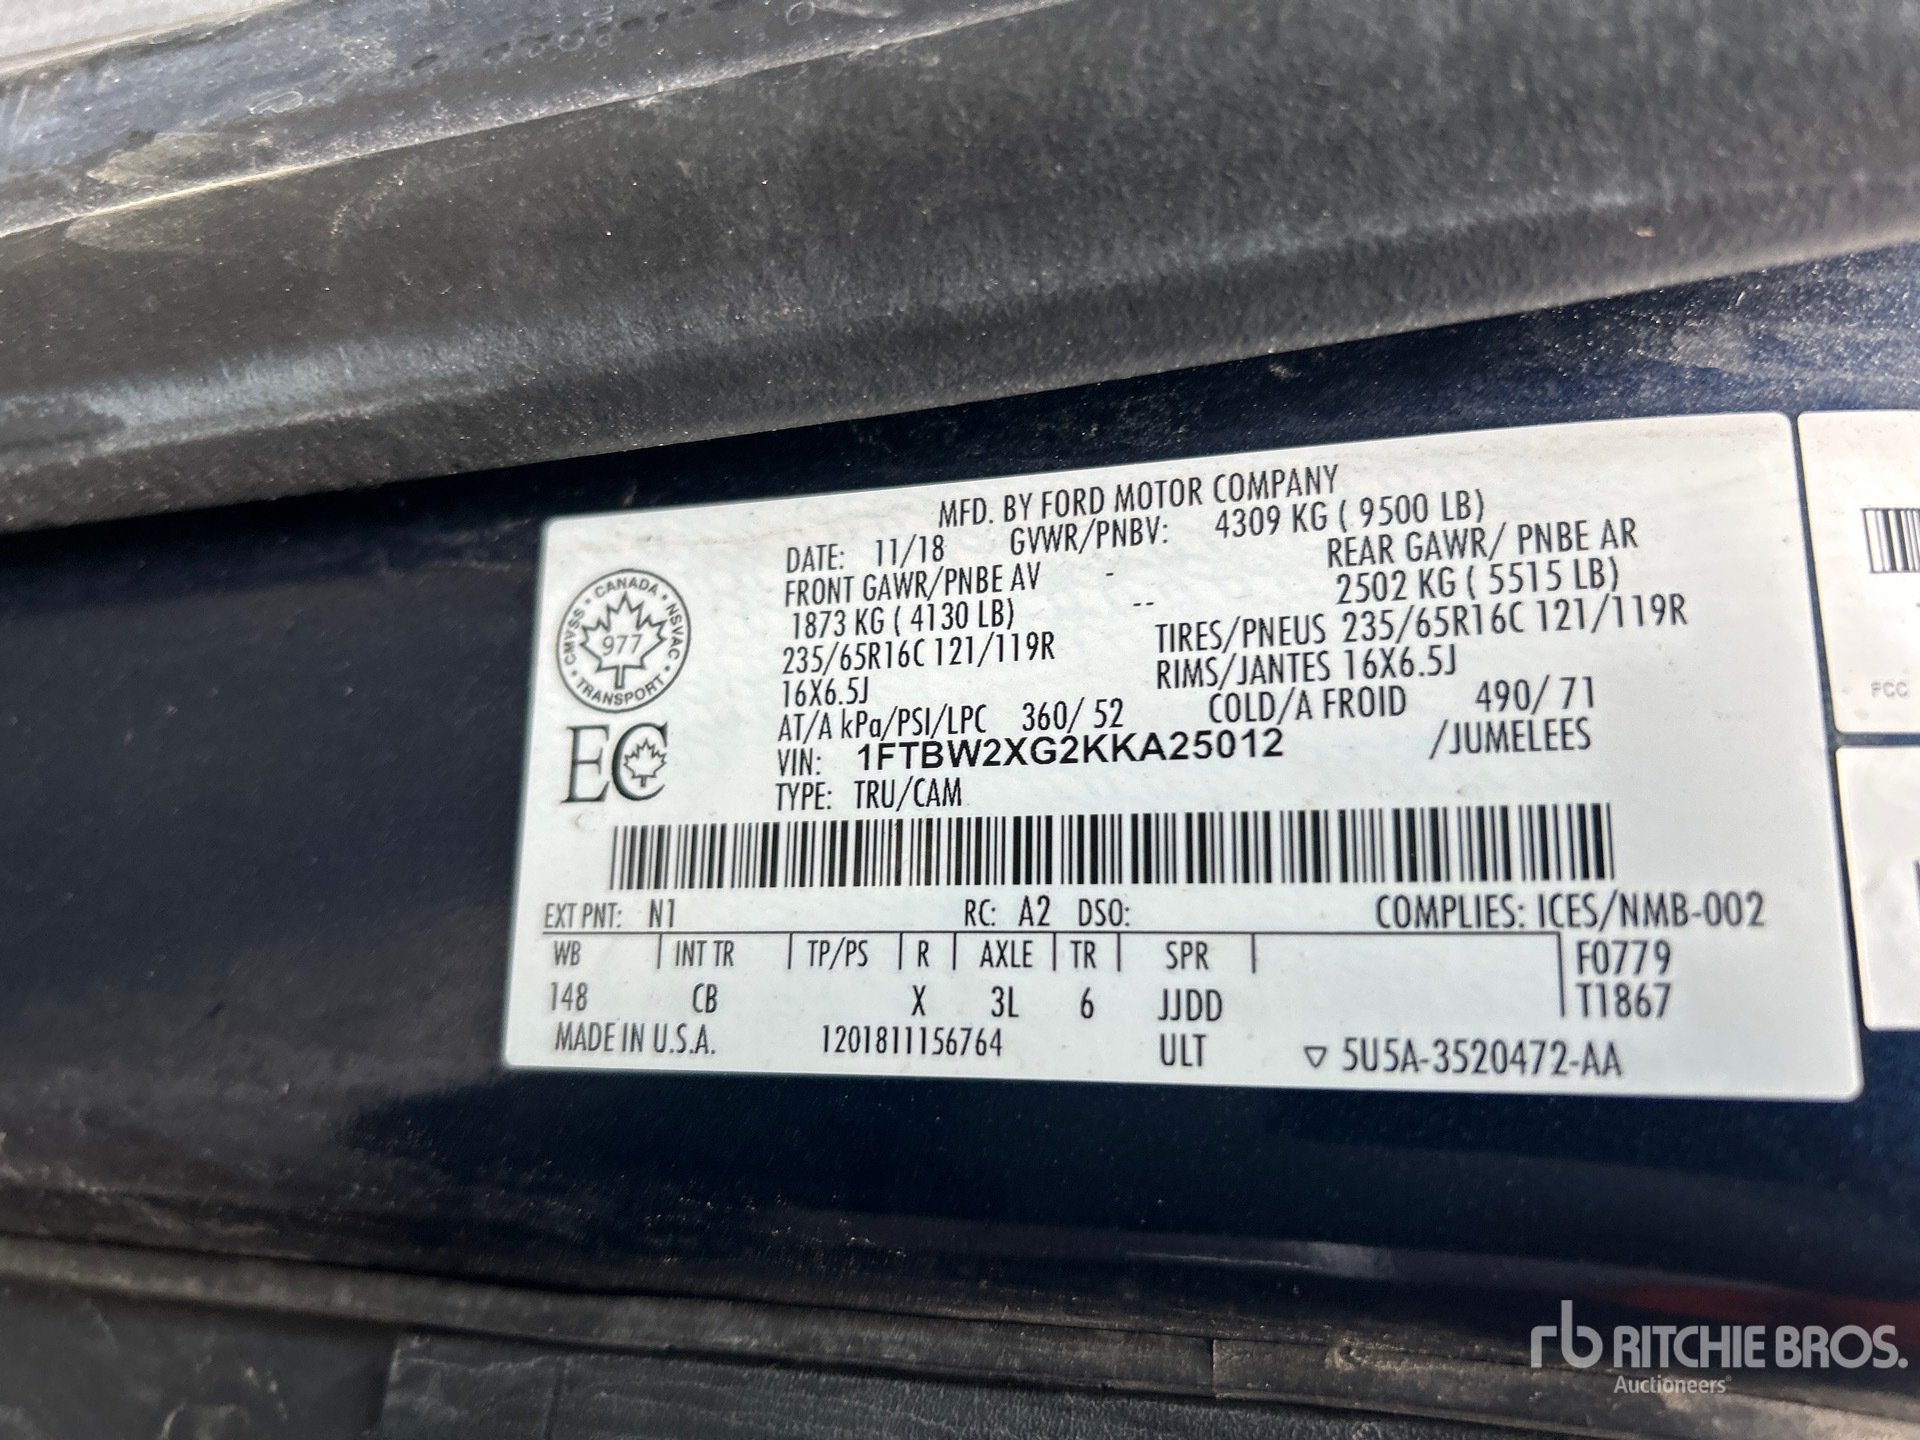 MFD. BY FORD MOTOR COMPANY
DATE: 11/18 GVWR/PNBV: 4309 KG ( 9500 LB)
FRONT GAWR/PNBE AV - REAR GAWR/ PNBE AR
1873 KG ( 4130 LB) -- 2502 KG ( 5515 LB)
235/65R16C 121/119R TIRES/PNEUS 235/65R16C 121/119R
16X6.5J RIMS/JANTES 16X6.5J
AT/A kPa/PSI/LPC 360/ 52 COLD/A FROID 490/ 71
VIN: 1FTBW2XG2KKA25012 /JUMELEES
TYPE: TRU/CAM
CANADA
CMVSS NSVAC
977
TRANSPORT
EC
EXT PNT: N1 RC: A2 DSO: COMPLIES: ICES/NMB-002
WB INT TR TP/PS R AXLE TR SPR F0779
148 CB X 3L 6 JJDD T1867
MADE IN U.S.A. 1201811156764 ULT ▽ 5U5A-3520472-AA
FCC
rb RITCHIE BROS.
Auctioneers